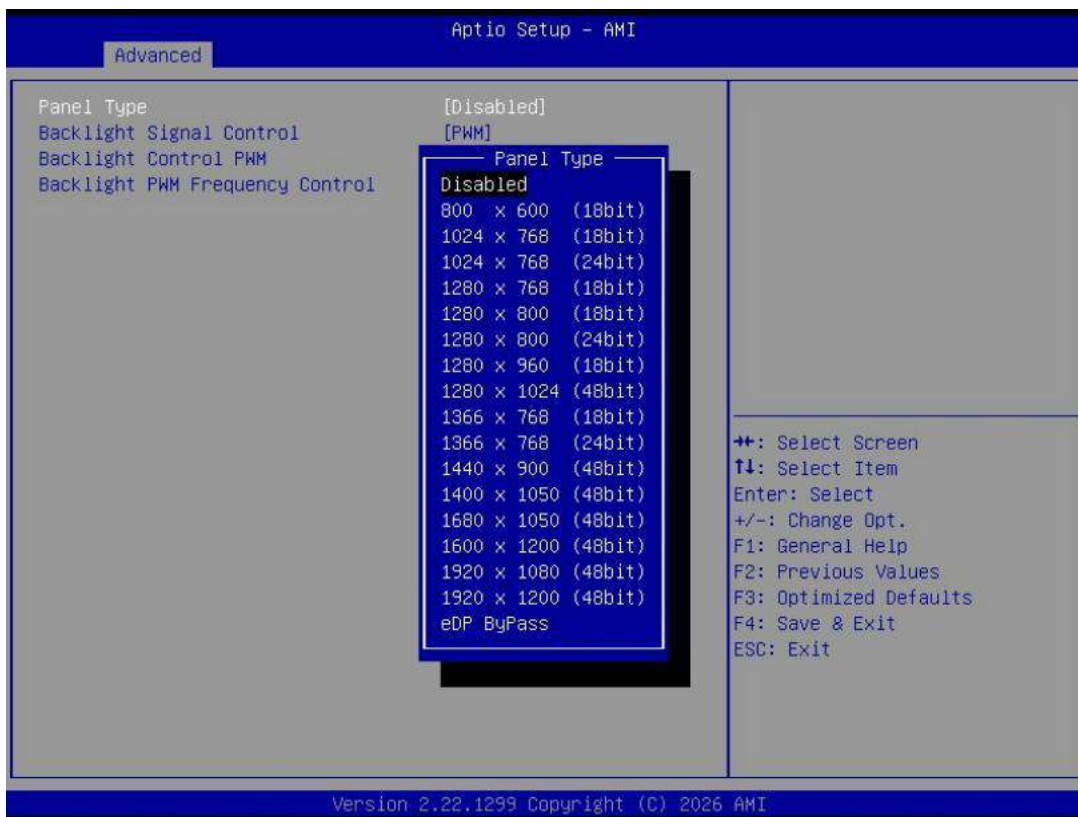 Aptio Setup - AMI
Advanced
Panel Type [Disabled]
Backlight Signal Control [PWM]
Backlight Control PWM
Backlight PWM Frequency Control
Panel Type
Disabled
800 x 600 (18bit)
1024 x 768 (18bit)
1024 x 768 (24bit)
1280 x 768 (18bit)
1280 x 800 (18bit)
1280 x 800 (24bit)
1280 x 960 (18bit)
1280 x 1024 (48bit)
1366 x 768 (18bit)
1366 x 768 (24bit)
1440 x 900 (48bit)
1400 x 1050 (48bit)
1680 x 1050 (48bit)
1600 x 1200 (48bit)
1920 x 1080 (48bit)
1920 x 1200 (48bit)
eDP ByPass
→←: Select Screen
↑↓: Select Item
Enter: Select
+/-: Change Opt.
F1: General Help
F2: Previous Values
F3: Optimized Defaults
F4: Save & Exit
ESC: Exit
Version 2.22.1299 Copyright (C) 2026 AMI